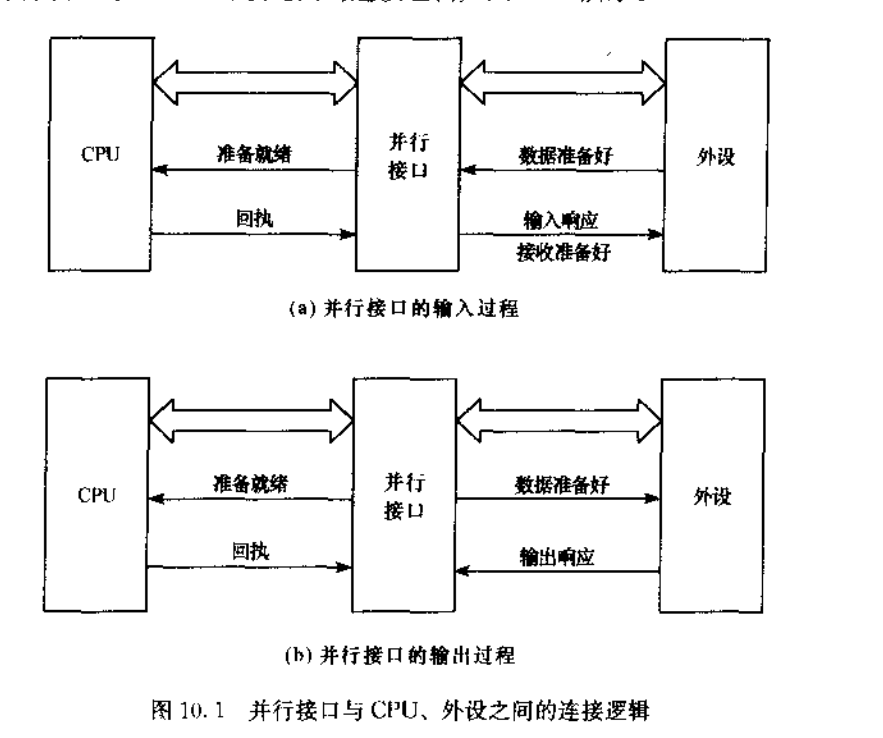 CPU
并行
接口
外设
准备就绪
数据准备好
回执
输入响应
接收准备好
(a) 并行接口的输入过程
CPU
并行
接口
外设
准备就绪
数据准备好
回执
输出响应
(b) 并行接口的输出过程
图 10.1 并行接口与 CPU、外设之间的连接逻辑